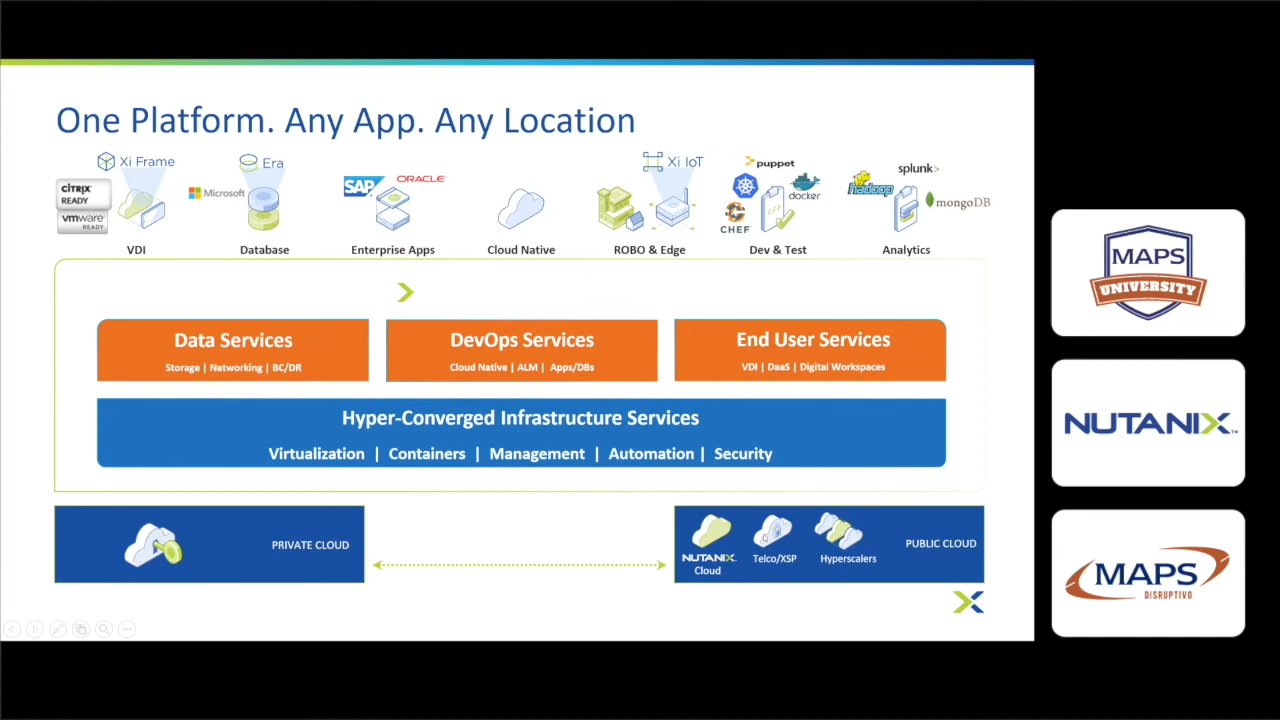 One Platform. Any App. Any Location
Xi Frame
CITRIX READY
vmware READY
VDI
Era
Microsoft
Database
SAP
ORACLE
Enterprise Apps
Cloud Native
Xi IoT
ROBO & Edge
puppet
docker
CHEF
Dev & Test
splunk>
hadoop
mongoDB
Analytics
Data Services
Storage | Networking | BC/DR
DevOps Services
Cloud Native | ALM | Apps/DBs
End User Services
VDI | DaaS | Digital Workspaces
Hyper-Converged Infrastructure Services
Virtualization | Containers | Management | Automation | Security
PRIVATE CLOUD
NUTANIX.
Cloud
Telco/XSP
Hyperscalers
PUBLIC CLOUD
MAPS
UNIVERSITY
NUTANIX™
MAPS
DISRUPTIVO